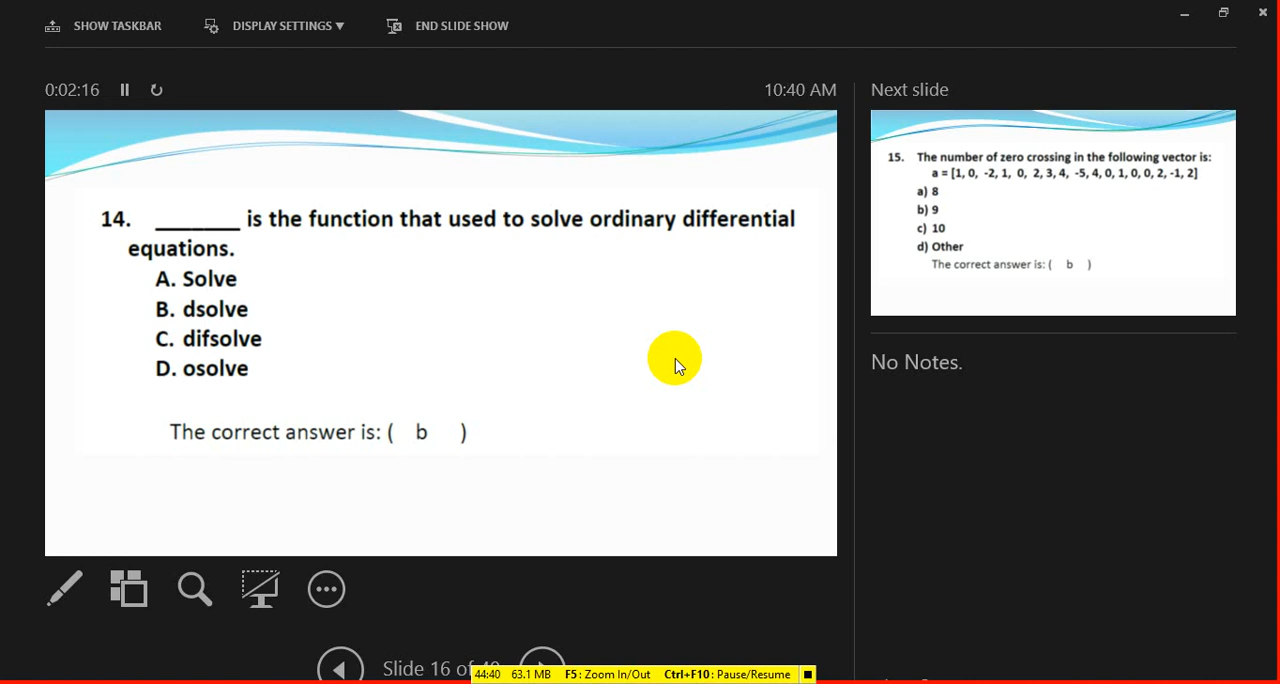 SHOW TASKBAR DISPLAY SETTINGS ▼ END SLIDE SHOW
0:02:16 10:40 AM
14. _______ is the function that used to solve ordinary differential
equations.
A. Solve
B. dsolve
C. difsolve
D. osolve
The correct answer is: ( b )
Next slide
15. The number of zero crossing in the following vector is:
a = [1, 0, -2, 1, 0, 2, 3, 4, -5, 4, 0, 1, 0, 0, 2, -1, 2]
a) 8
b) 9
c) 10
d) Other
The correct answer is: ( b )
No Notes.
Slide 16 of
44:40 63.1 MB F5: Zoom In/Out Ctrl+F10: Pause/Resume